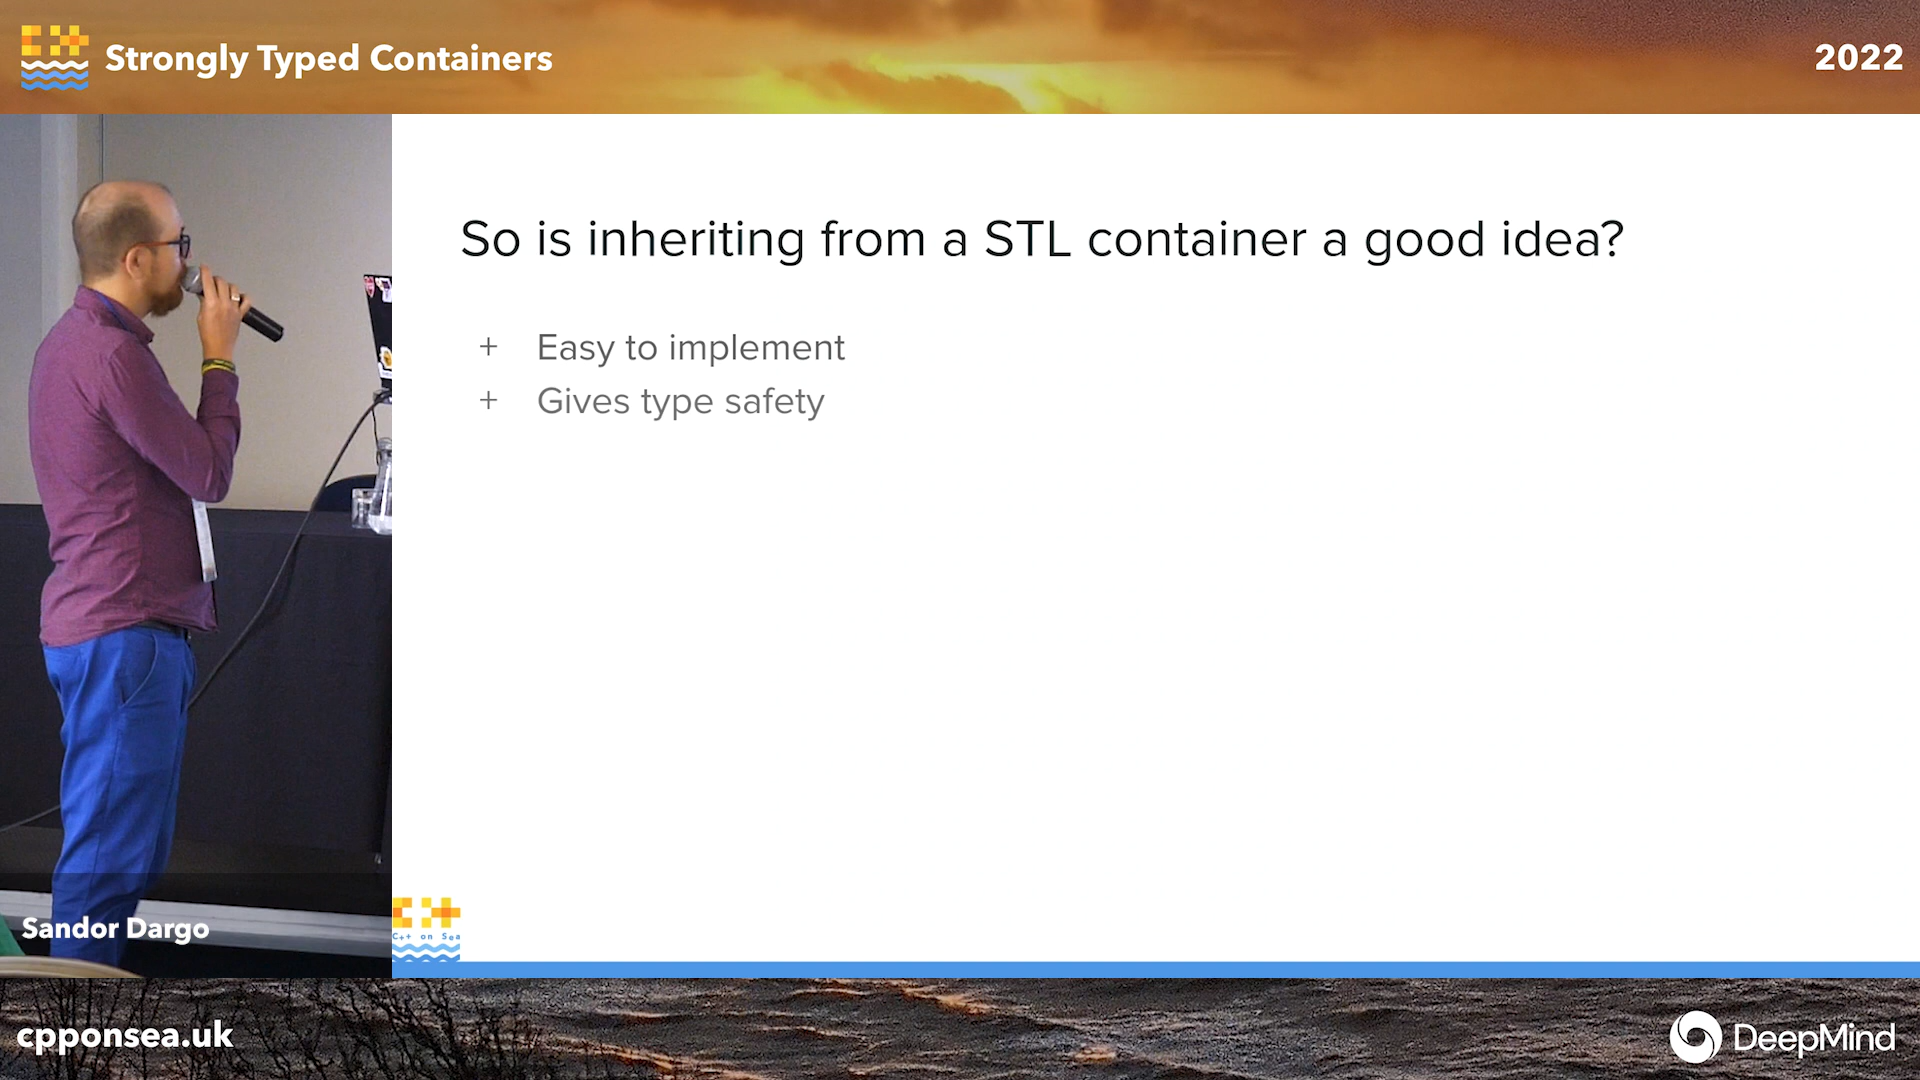 Strongly Typed Containers
2022
So is inheriting from a STL container a good idea?
+ Easy to implement
+ Gives type safety
Sandor Dargo
C++ on Sea
cpponsea.uk
DeepMind